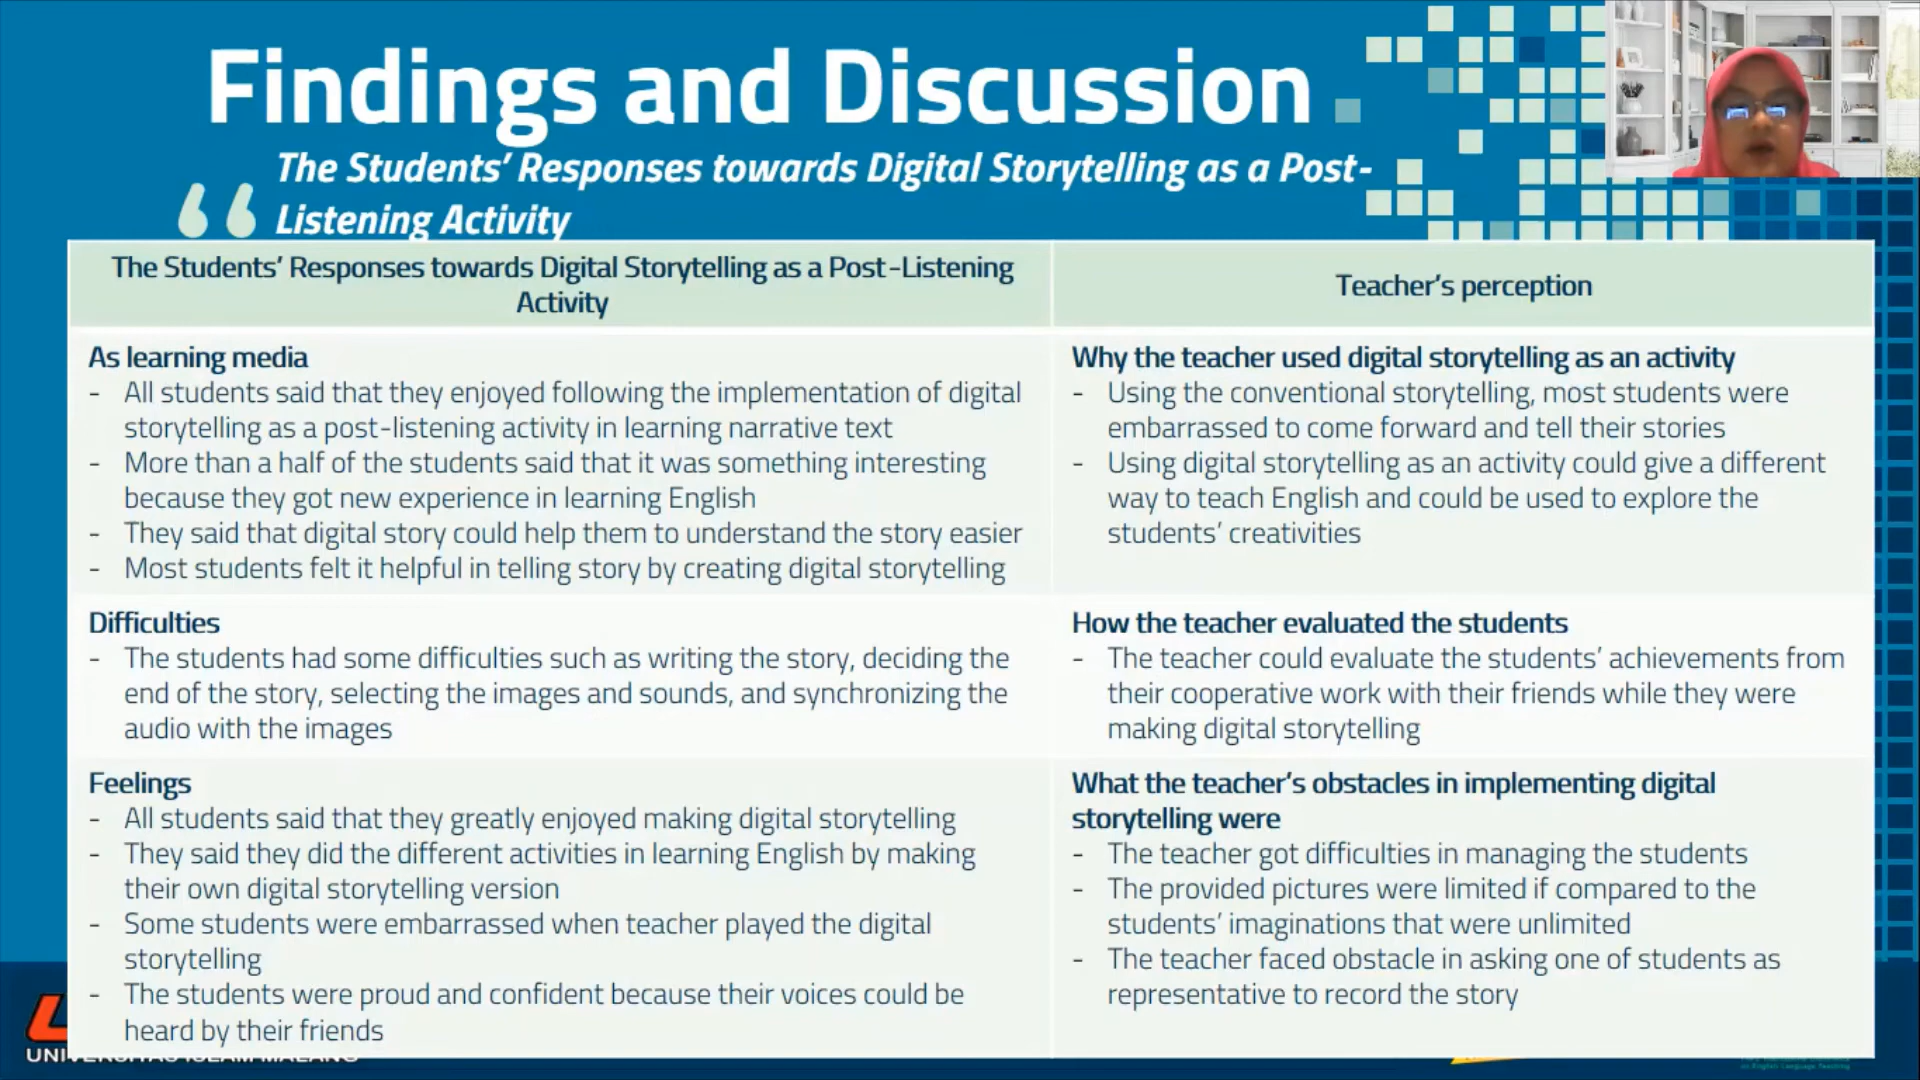 Findings and Discussion
The Students' Responses towards Digital Storytelling as a Post-
Listening Activity
The Students' Responses towards Digital Storytelling as a Post-Listening
Activity
Teacher's perception
As learning media
- All students said that they enjoyed following the implementation of digital
storytelling as a post-listening activity in learning narrative text
- More than a half of the students said that it was something interesting
because they got new experience in learning English
- They said that digital story could help them to understand the story easier
- Most students felt it helpful in telling story by creating digital storytelling
Why the teacher used digital storytelling as an activity
- Using the conventional storytelling, most students were
embarrassed to come forward and tell their stories
- Using digital storytelling as an activity could give a different
way to teach English and could be used to explore the
students' creativities
Difficulties
- The students had some difficulties such as writing the story, deciding the
end of the story, selecting the images and sounds, and synchronizing the
audio with the images
How the teacher evaluated the students
- The teacher could evaluate the students' achievements from
their cooperative work with their friends while they were
making digital storytelling
Feelings
- All students said that they greatly enjoyed making digital storytelling
- They said they did the different activities in learning English by making
their own digital storytelling version
- Some students were embarrassed when teacher played the digital
storytelling
- The students were proud and confident because their voices could be
heard by their friends
What the teacher's obstacles in implementing digital
storytelling were
- The teacher got difficulties in managing the students
- The provided pictures were limited if compared to the
students' imaginations that were unlimited
- The teacher faced obstacle in asking one of students as
representative to record the story
UNIVERSITAS ISLAM MALANG